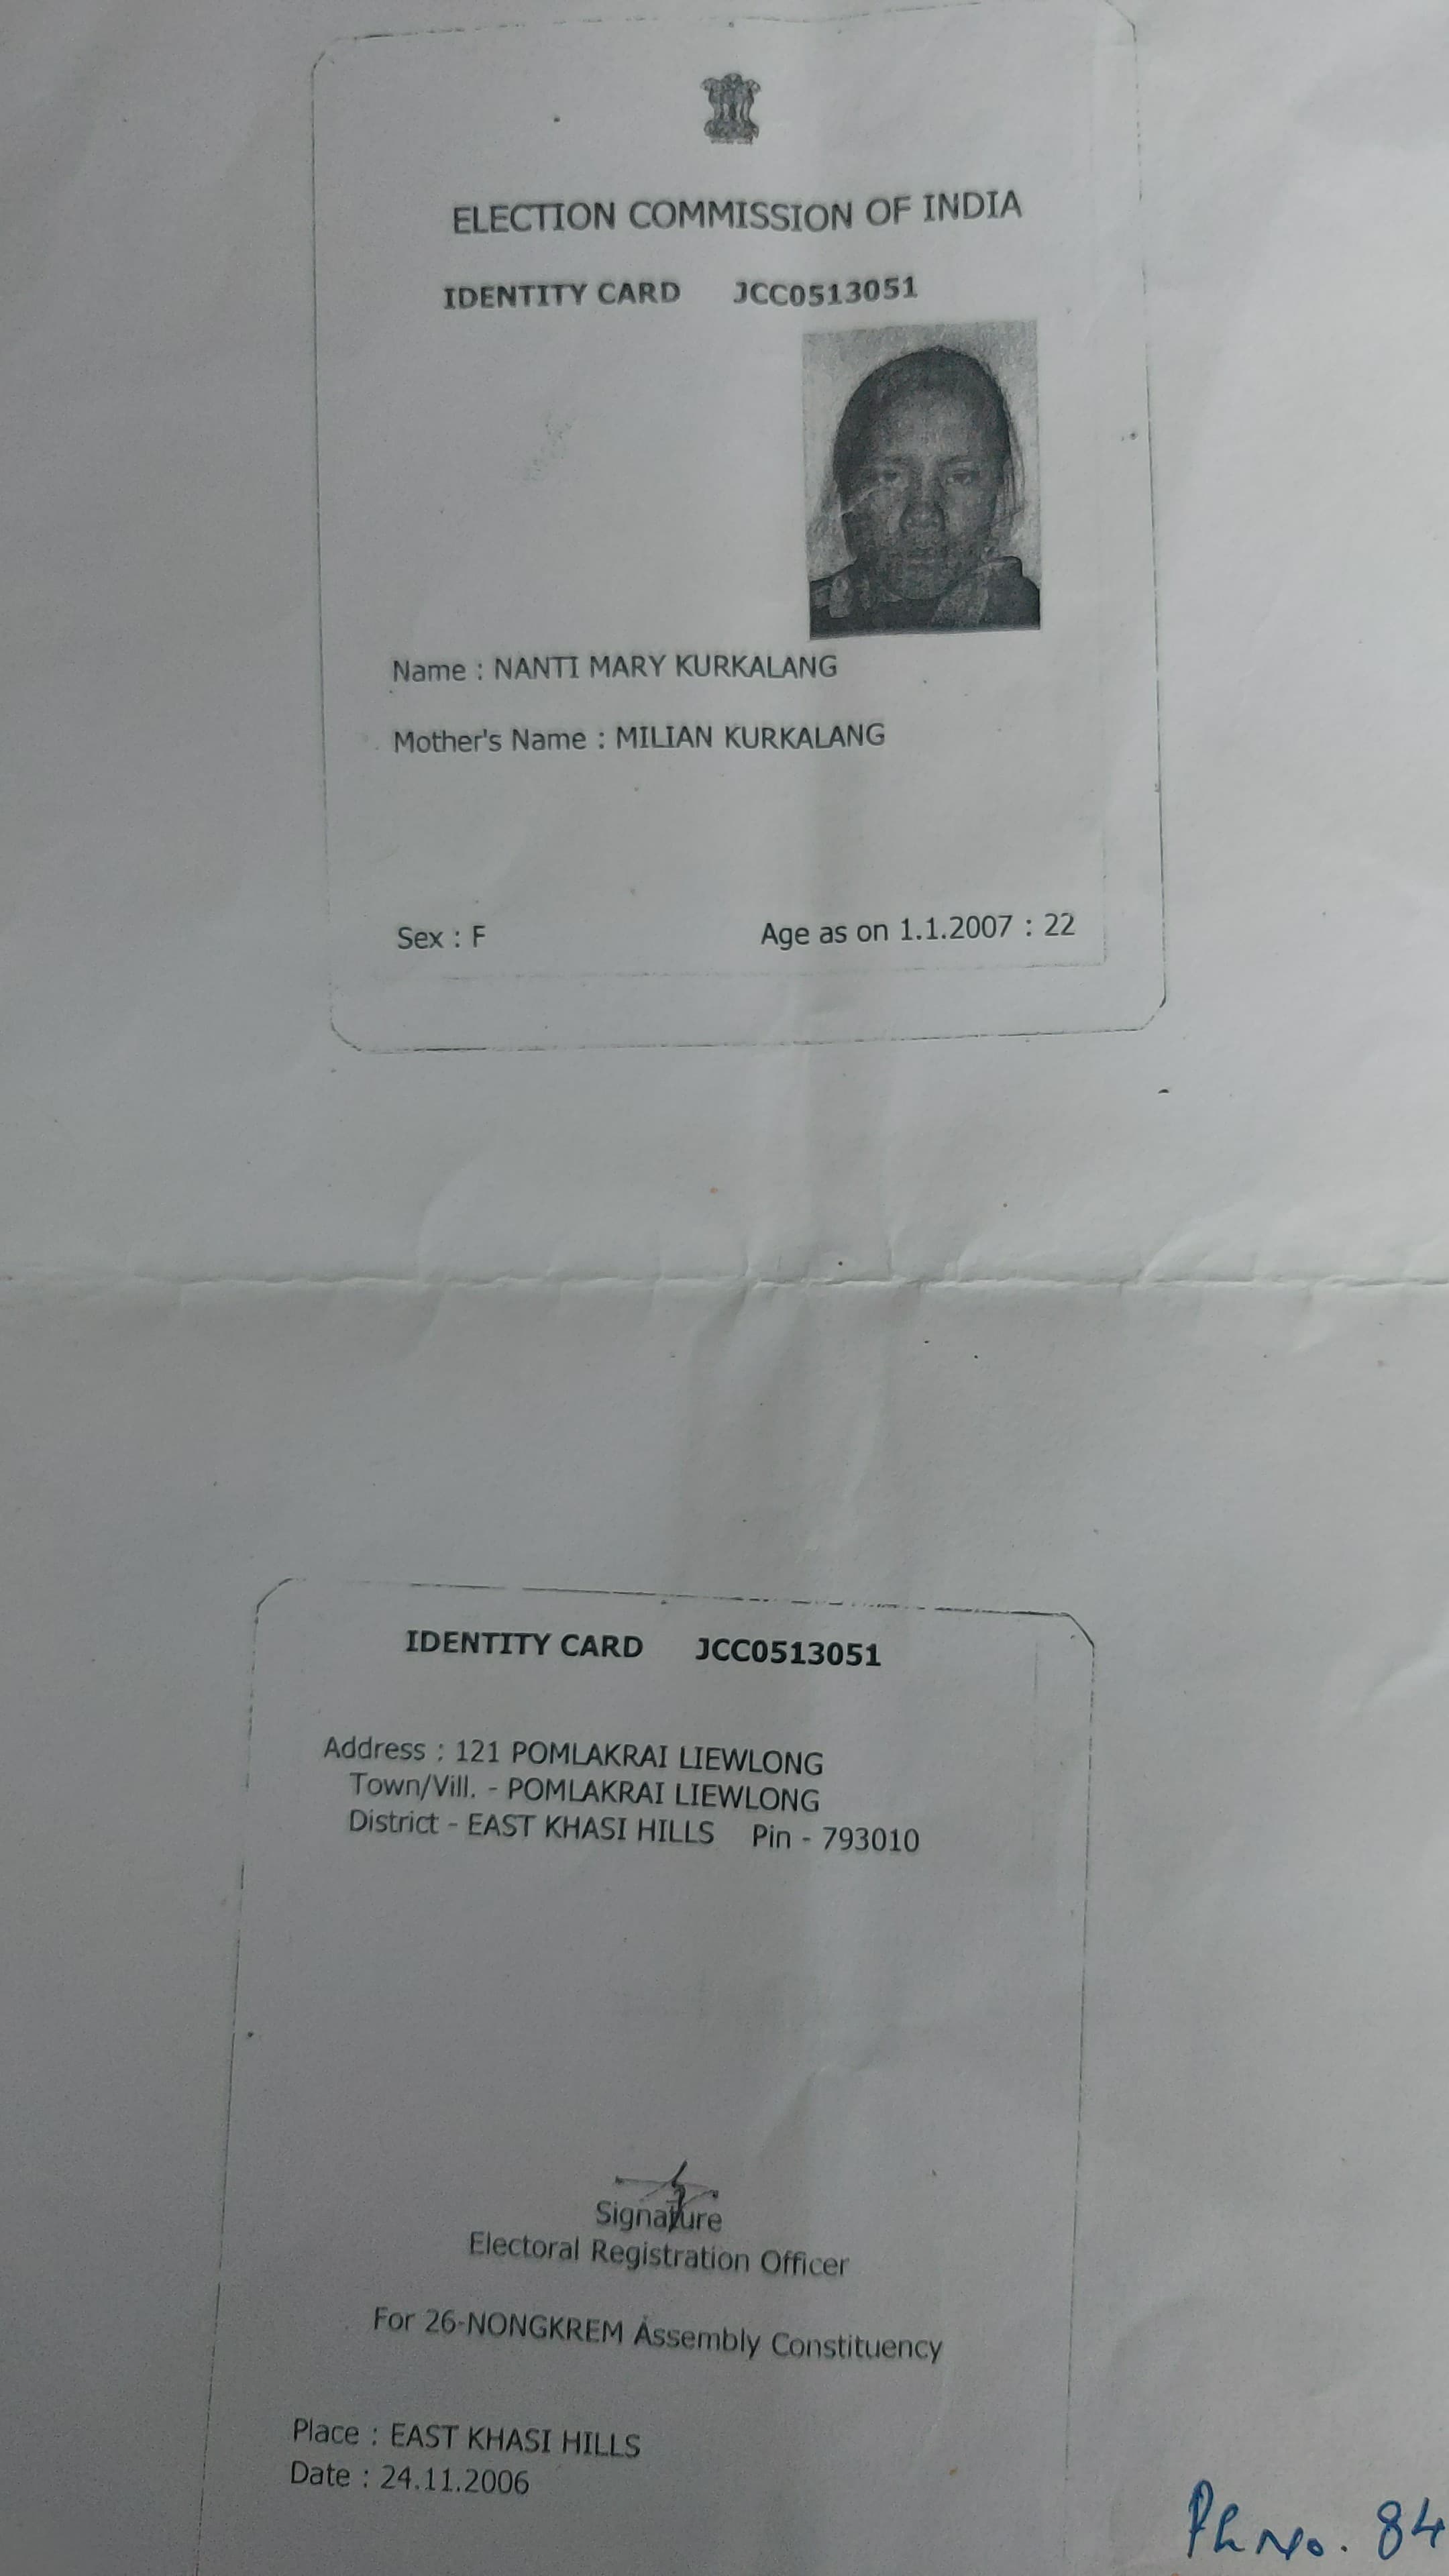 ELECTION COMMISSION OF INDIA
IDENTITY CARD JCC0513051
Name : NANTI MARY KURKALANG
Mother's Name : MILIAN KURKALANG
Sex : F Age as on 1.1.2007 : 22
IDENTITY CARD JCC0513051
Address : 121 POMLAKRAI LIEWLONG
Town/Vill. - POMLAKRAI LIEWLONG
District - EAST KHASI HILLS Pin - 793010
Signature
Electoral Registration Officer
For 26-NONGKREM Assembly Constituency
Place : EAST KHASI HILLS
Date : 24.11.2006
Ph No. 84